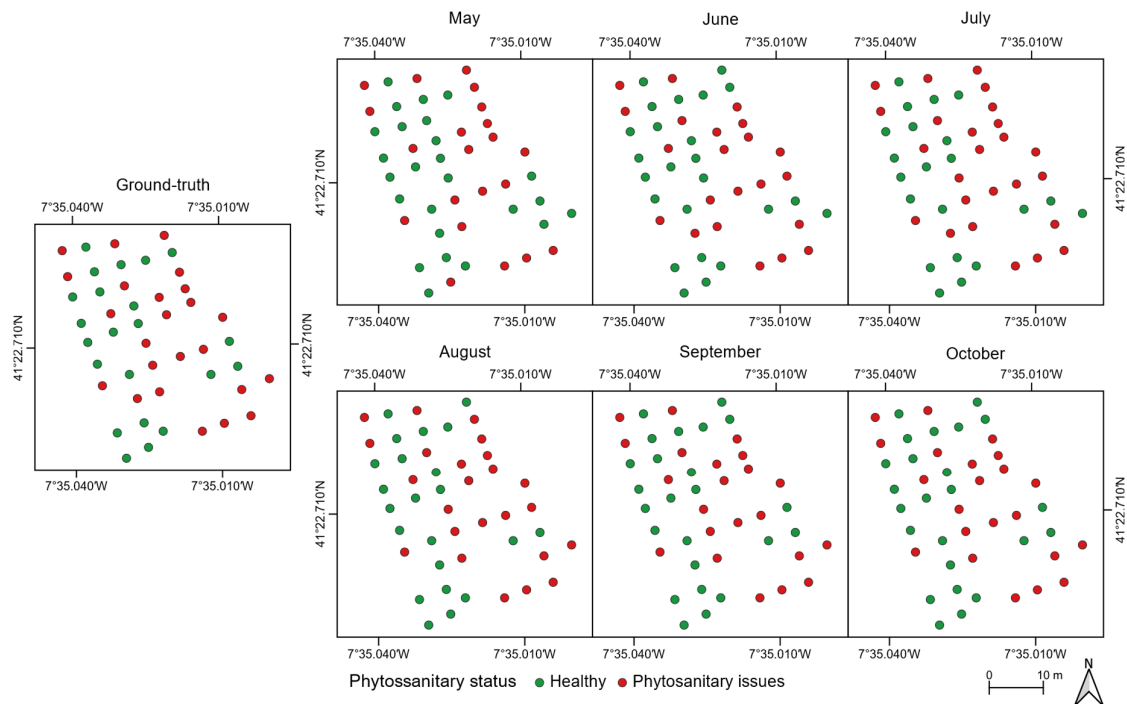 May
June
July
7°35.040'W 7°35.010'W 7°35.040'W 7°35.010'W 7°35.040'W 7°35.010'W
41°22.710'N
41°22.710'N
Ground-truth
7°35.040'W 7°35.010'W
41°22.710'N
41°22.710'N
7°35.040'W 7°35.010'W
7°35.040'W 7°35.010'W 7°35.040'W 7°35.010'W 7°35.040'W 7°35.010'W
August
September
October
7°35.040'W 7°35.010'W 7°35.040'W 7°35.010'W 7°35.040'W 7°35.010'W
41°22.710'N
41°22.710'N
7°35.040'W 7°35.010'W 7°35.040'W 7°35.010'W 7°35.040'W 7°35.010'W
Phytossanitary status Healthy Phytosanitary issues
0 10 m
N